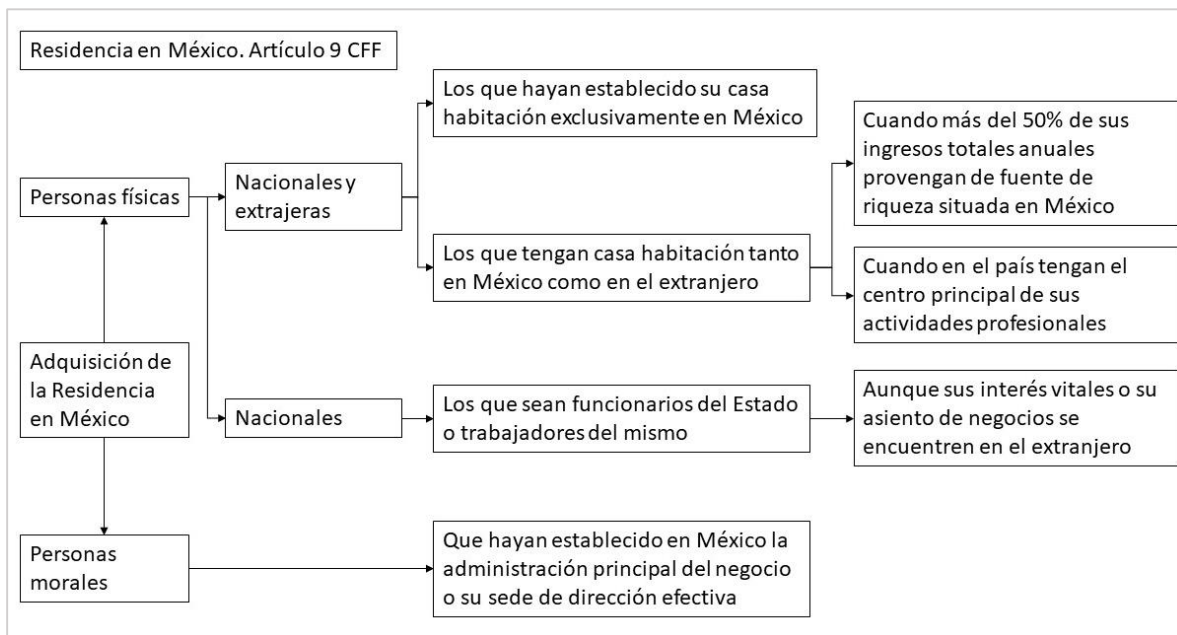 Residencia en México. Artículo 9 CFF
Los que hayan establecido su casa
habitación exclusivamente en México
Cuando más del 50% de sus
ingresos totales anuales
provengan de fuente de
riqueza situada en México
Personas físicas
Nacionales y
extrajeras
Los que tengan casa habitación tanto
en México como en el extranjero
Cuando en el país tengan el
centro principal de sus
actividades profesionales
Adquisición de
la Residencia
en México
Nacionales
Los que sean funcionarios del Estado
o trabajadores del mismo
Aunque sus interés vitales o su
asiento de negocios se
encuentren en el extranjero
Personas
morales
Que hayan establecido en México la
administración principal del negocio
o su sede de dirección efectiva